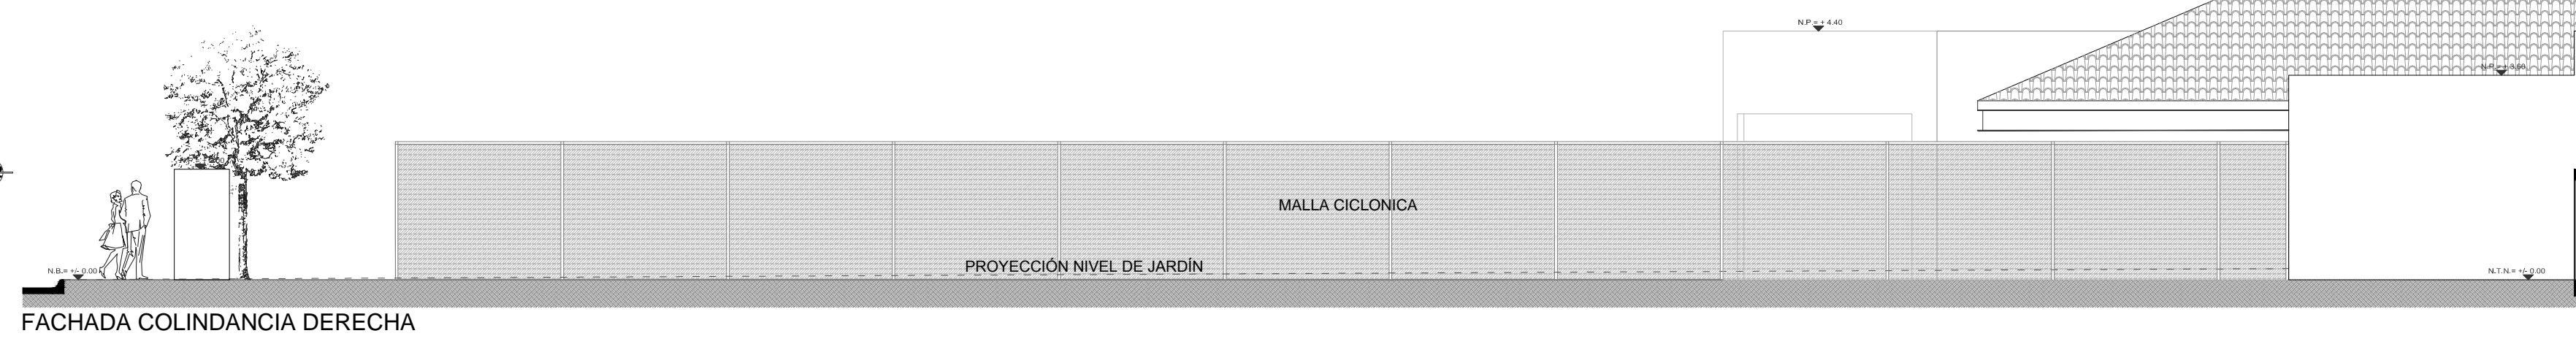 N.P.= + 4.40
MALLA CICLONICA
PROYECCIÓN NIVEL DE JARDÍN
N.B.= +/- 0.00
N.T.N.= +/- 0.00
FACHADA COLINDANCIA DERECHA